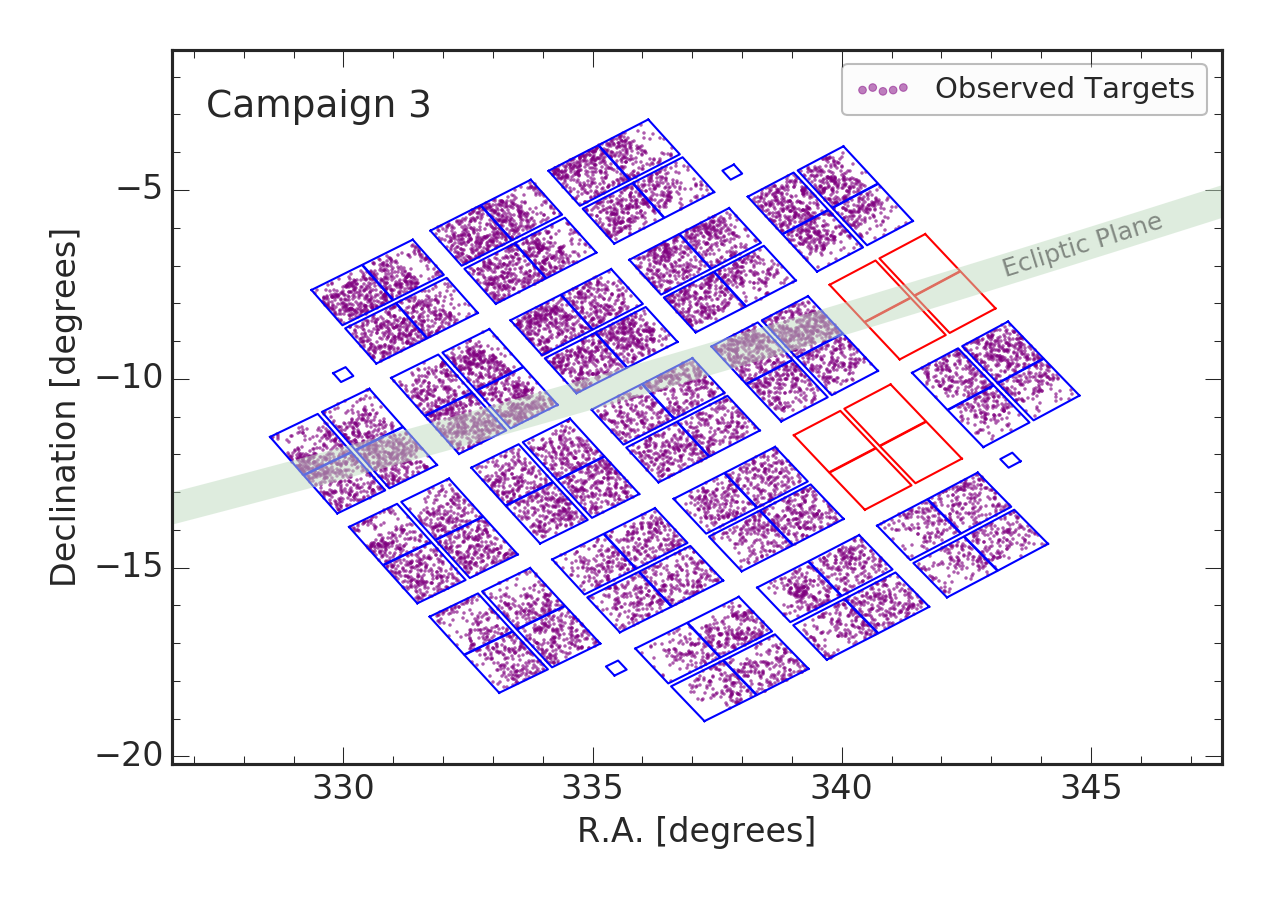 Campaign 3
Observed Targets
Ecliptic Plane
−5
−10
−15
−20
330 335 340 345
R.A. [degrees]
Declination [degrees]